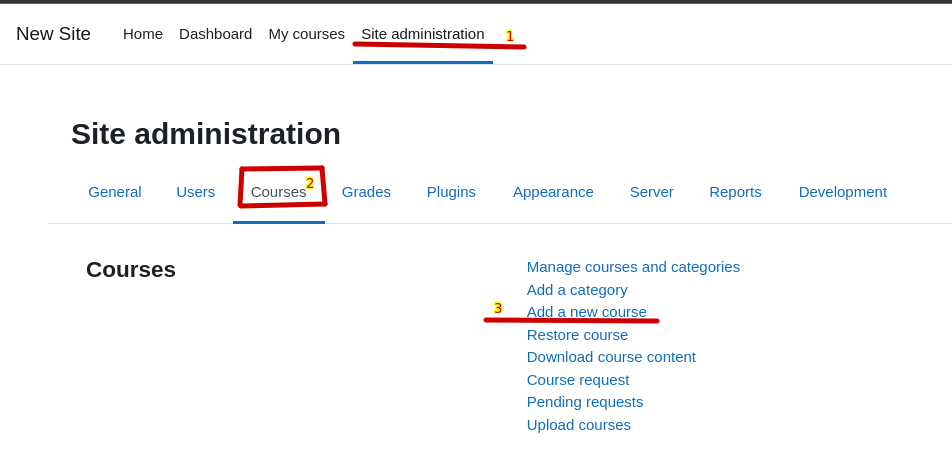 New Site Home Dashboard My courses Site administration 1
Site administration
General Users Courses 2 Grades Plugins Appearance Server Reports Development
Courses
Manage courses and categories
Add a category
3 Add a new course
Restore course
Download course content
Course request
Pending requests
Upload courses